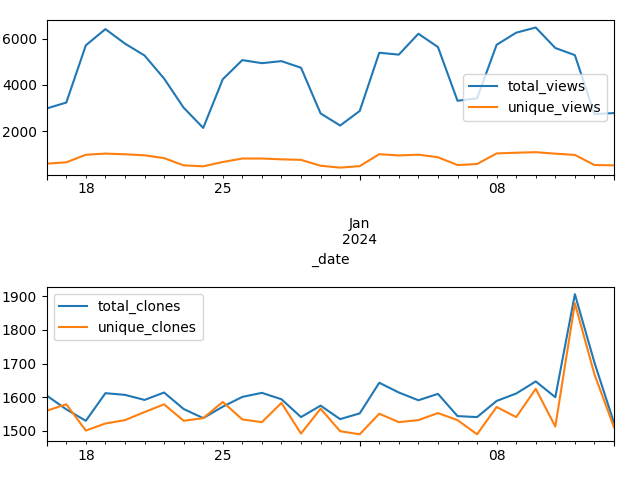 6000
4000
2000
total_views
unique_views
18
25
08
Jan
2024
_date
1900
1800
1700
1600
1500
total_clones
unique_clones
18
25
08